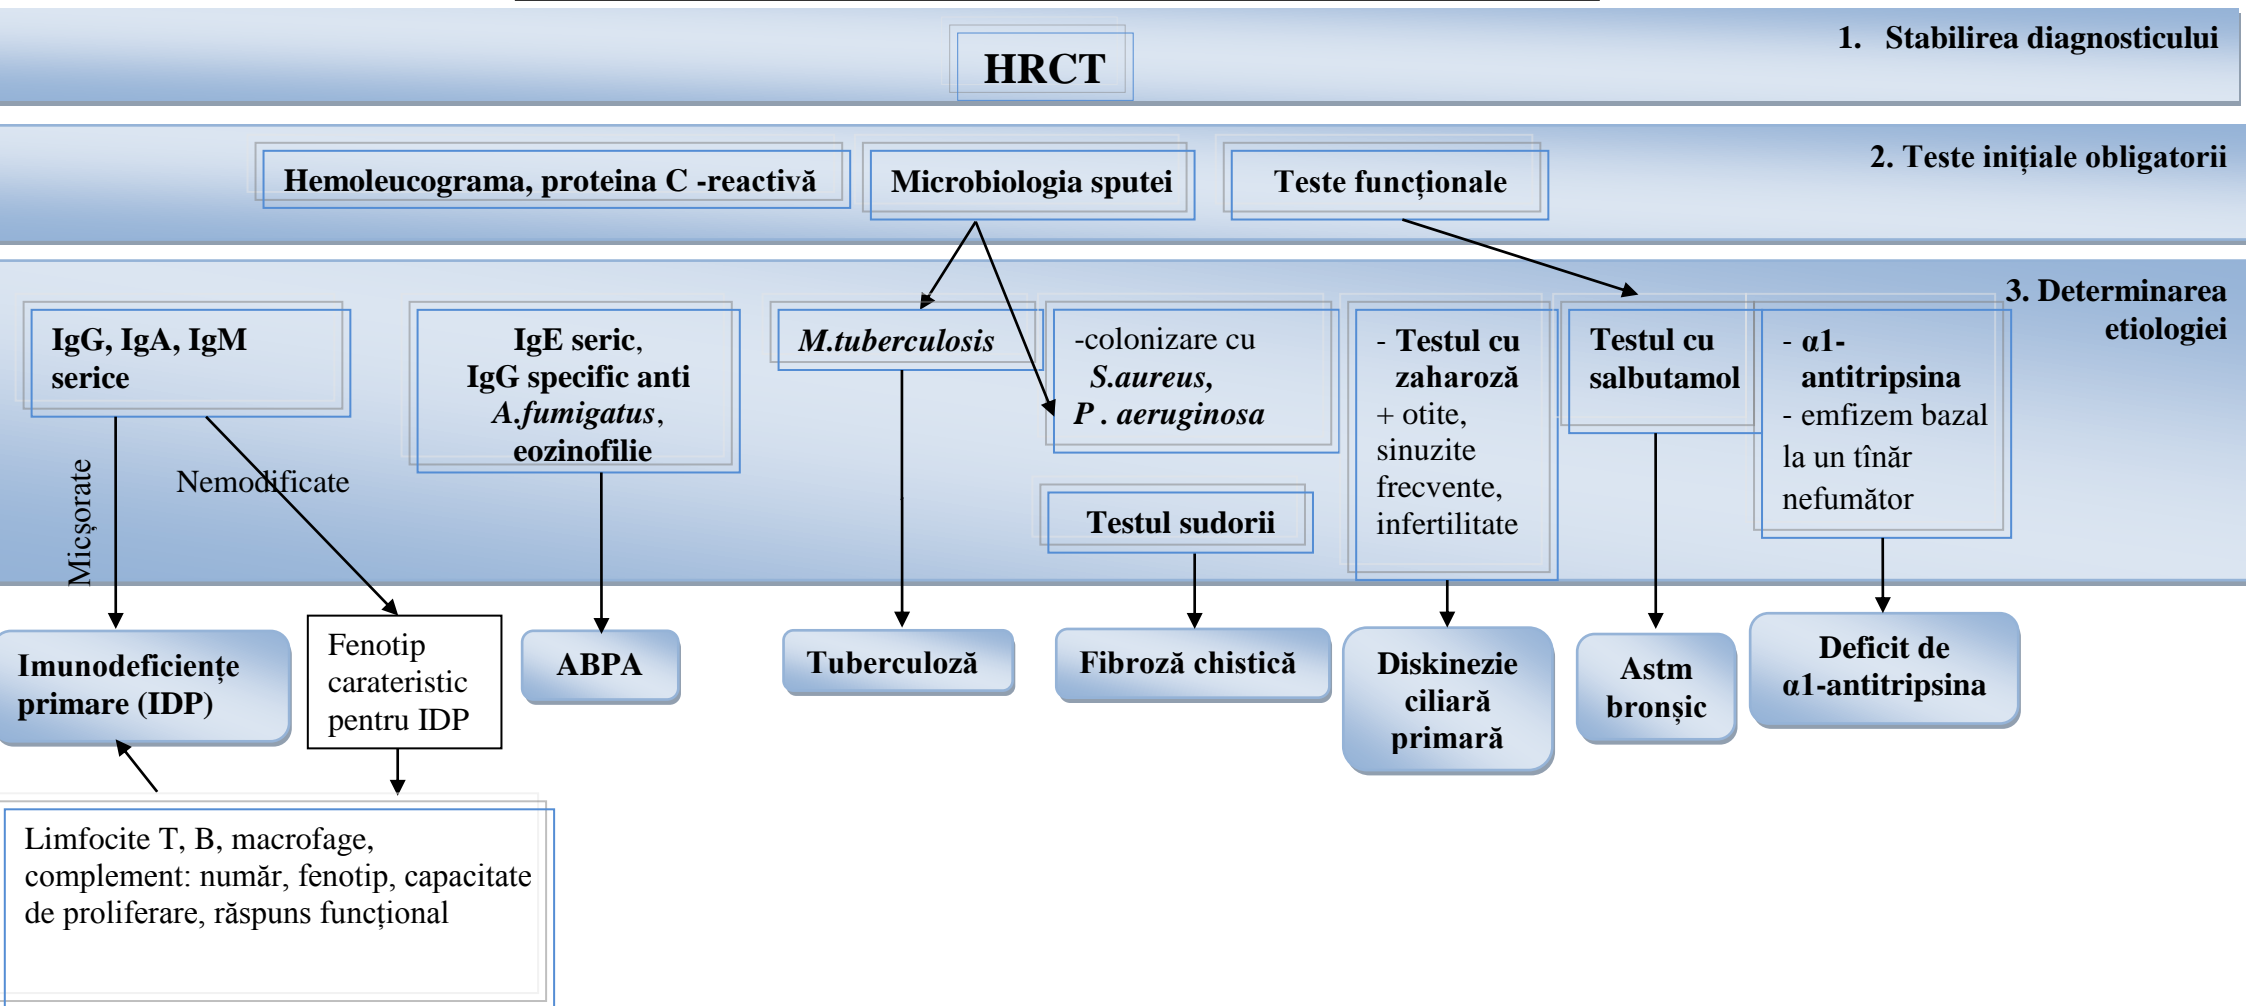 1. Stabilirea diagnosticului
HRCT
2. Teste inițiale obligatorii
Hemoleucograma, proteina C -reactivă
Microbiologia sputei
Teste funcționale
3. Determinarea
etiologiei
IgG, IgA, IgM
serice
IgE seric,
IgG specific anti
A.fumigatus,
eozinofilie
M.tuberculosis
-colonizare cu
S.aureus,
P . aeruginosa
- Testul cu
zaharoză
+ otite,
sinuzite
frecvente,
infertilitate
Testul cu
salbutamol
- α1-
antitripsina
- emfizem bazal
la un tînăr
nefumător
Micșorate
Nemodificate
Testul sudorii
Imunodeficiențe
primare (IDP)
Fenotip
carateristic
pentru IDP
ABPA
Tuberculoză
Fibroză chistică
Diskinezie
ciliară
primară
Astm
bronșic
Deficit de
α1-antitripsina
Limfocite T, B, macrofage,
complement: număr, fenotip, capacitate
de proliferare, răspuns funcțional